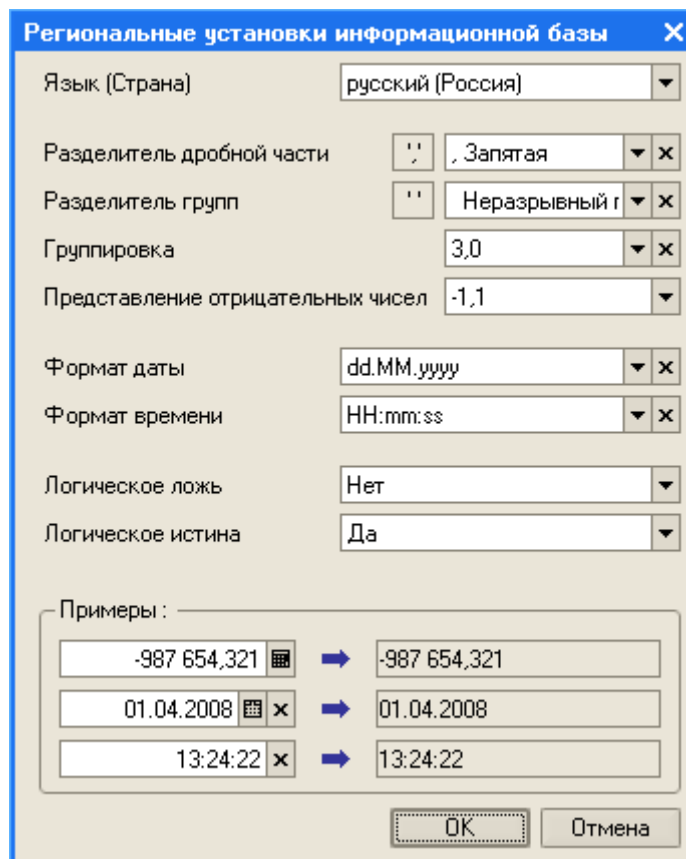 Региональные установки информационной базы
Язык (Страна) русский (Россия)
Разделитель дробной части ',' , Запятая
Разделитель групп ' ' Неразрывный п
Группировка 3,0
Представление отрицательных чисел -1,1
Формат даты dd.MM.yyyy
Формат времени HH:mm:ss
Логическое ложь Нет
Логическое истина Да
Примеры :
-987 654,321 -987 654,321
01.04.2008 01.04.2008
13:24:22 13:24:22
OK Отмена